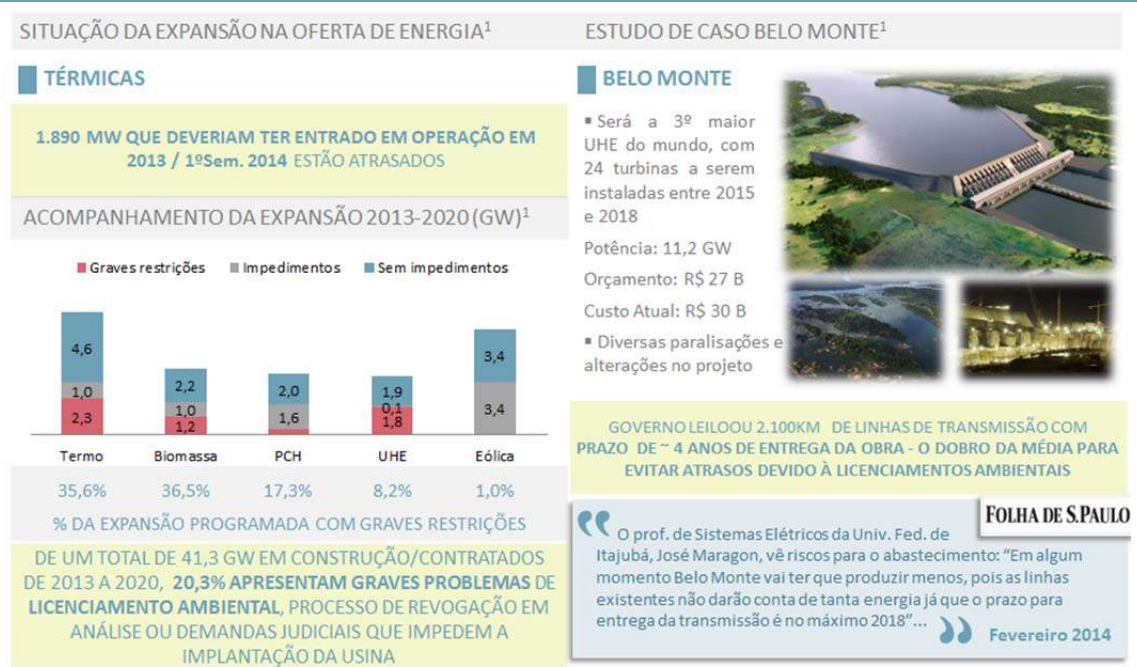 SITUAÇÃO DA EXPANSÃO NA OFERTA DE ENERGIA¹
TÉRMICAS
1.890 MW QUE DEVERIAM TER ENTRADO EM OPERAÇÃO EM
2013 / 1ºSem. 2014 ESTÃO ATRASADOS
ACOMPANHAMENTO DA EXPANSÃO 2013-2020 (GW)¹
Graves restrições Impedimentos Sem impedimentos
4,6 2,2 2,0 1,9 3,4
1,0 1,0 1,6 0,1 3,4
2,3 1,2 1,8
Termo Biomassa PCH UHE Eólica
35,6% 36,5% 17,3% 8,2% 1,0%
% DA EXPANSÃO PROGRAMADA COM GRAVES RESTRIÇÕES
DE UM TOTAL DE 41,3 GW EM CONSTRUÇÃO/CONTRATADOS
DE 2013 A 2020, 20,3% APRESENTAM GRAVES PROBLEMAS DE
LICENCIAMENTO AMBIENTAL, PROCESSO DE REVOGAÇÃO EM
ANÁLISE OU DEMANDAS JUDICIAIS QUE IMPEDEM A
IMPLANTAÇÃO DA USINA
ESTUDO DE CASO BELO MONTE¹
BELO MONTE
▪ Será a 3º maior
UHE do mundo, com
24 turbinas a serem
instaladas entre 2015
e 2018
Potência: 11,2 GW
Orçamento: R$ 27 B
Custo Atual: R$ 30 B
▪ Diversas paralisações e
alterações no projeto
GOVERNO LEILOOU 2.100KM DE LINHAS DE TRANSMISSÃO COM
PRAZO DE ~ 4 ANOS DE ENTREGA DA OBRA - O DOBRO DA MÉDIA PARA
EVITAR ATRASOS DEVIDO À LICENCIAMENTOS AMBIENTAIS
FOLHA DE S.PAULO
“ O prof. de Sistemas Elétricos da Univ. Fed. de
Itajubá, José Maragon, vê riscos para o abastecimento: “Em algum
momento Belo Monte vai ter que produzir menos, pois as linhas
existentes não darão conta de tanta energia já que o prazo para
entrega da transmissão é no máximo 2018”... ”
Fevereiro 2014